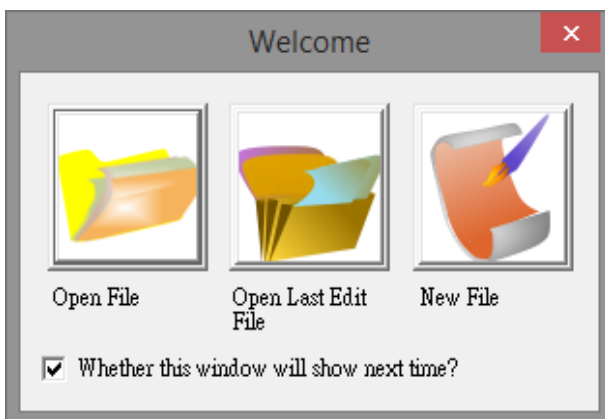 Welcome
Open File
Open Last Edit
File
New File
Whether this window will show next time?